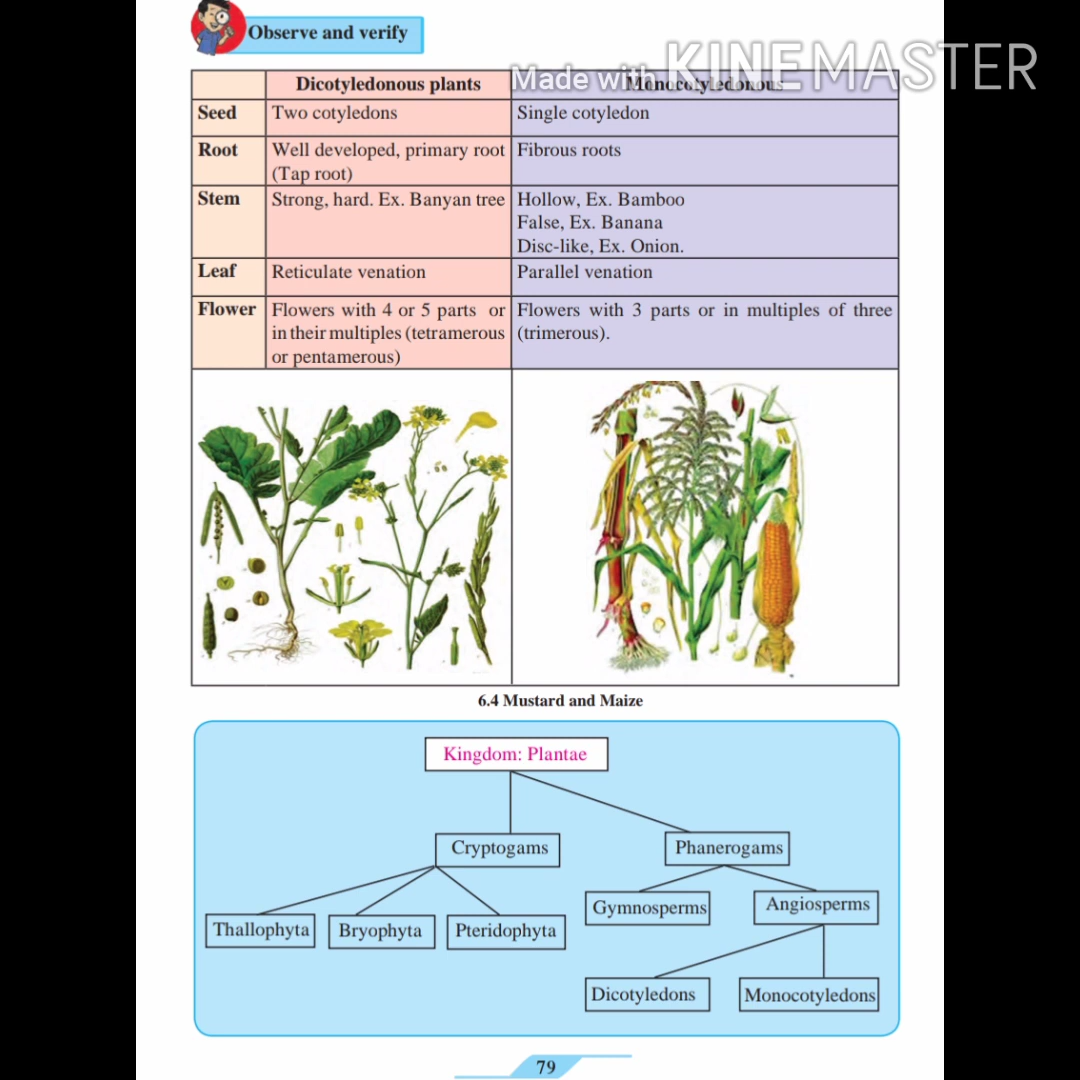 Observe and verify
Made with KINEMASTER
Dicotyledonous plants Monocotyledonous
Seed Two cotyledons Single cotyledon
Root Well developed, primary root Fibrous roots
(Tap root)
Stem Strong, hard. Ex. Banyan tree Hollow, Ex. Bamboo
False, Ex. Banana
Disc-like, Ex. Onion.
Leaf Reticulate venation Parallel venation
Flower Flowers with 4 or 5 parts or Flowers with 3 parts or in multiples of three
in their multiples (tetramerous (trimerous).
or pentamerous)
6.4 Mustard and Maize
Kingdom: Plantae
Cryptogams Phanerogams
Gymnosperms Angiosperms
Thallophyta Bryophyta Pteridophyta
Dicotyledons Monocotyledons
79